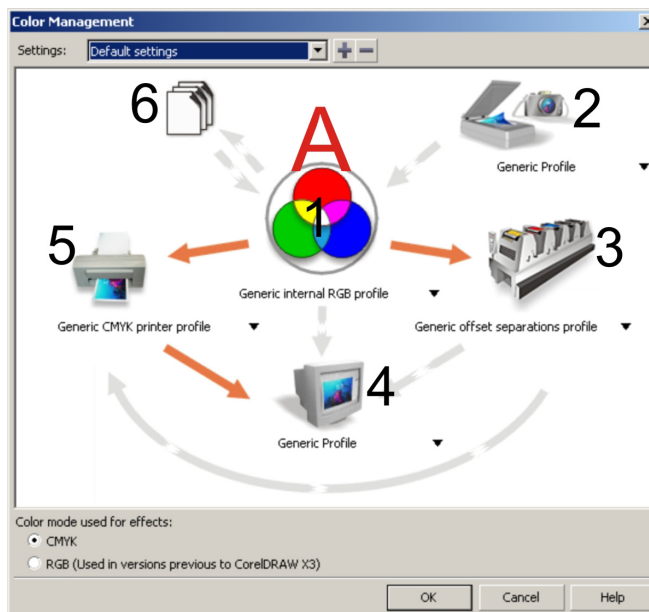 Color Management
Settings: Default settings
6
A
2
Generic Profile
1
5
3
Generic internal RGB profile
Generic CMYK printer profile
Generic offset separations profile
4
Generic Profile
Color mode used for effects:
CMYK
RGB (Used in versions previous to CorelDRAW X3)
OK Cancel Help